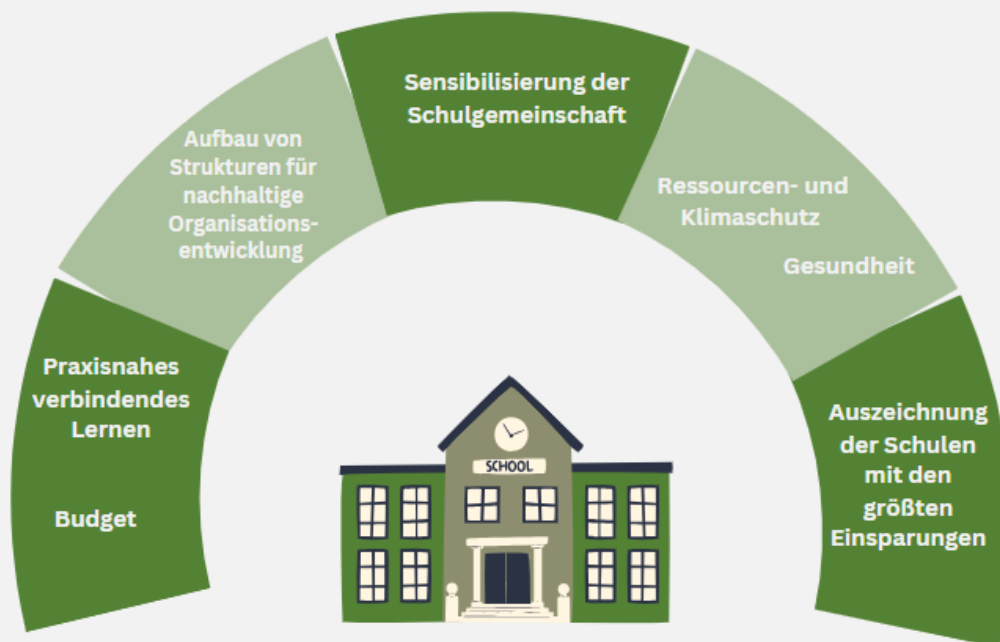 Praxisnahes
verbindendes
Lernen
Budget
Aufbau von
Strukturen für
nachhaltige
Organisations-
entwicklung
Sensibilisierung der
Schulgemeinschaft
Ressourcen- und
Klimaschutz
Gesundheit
Auszeichnung
der Schulen
mit den
größten
Einsparungen
SCHOOL